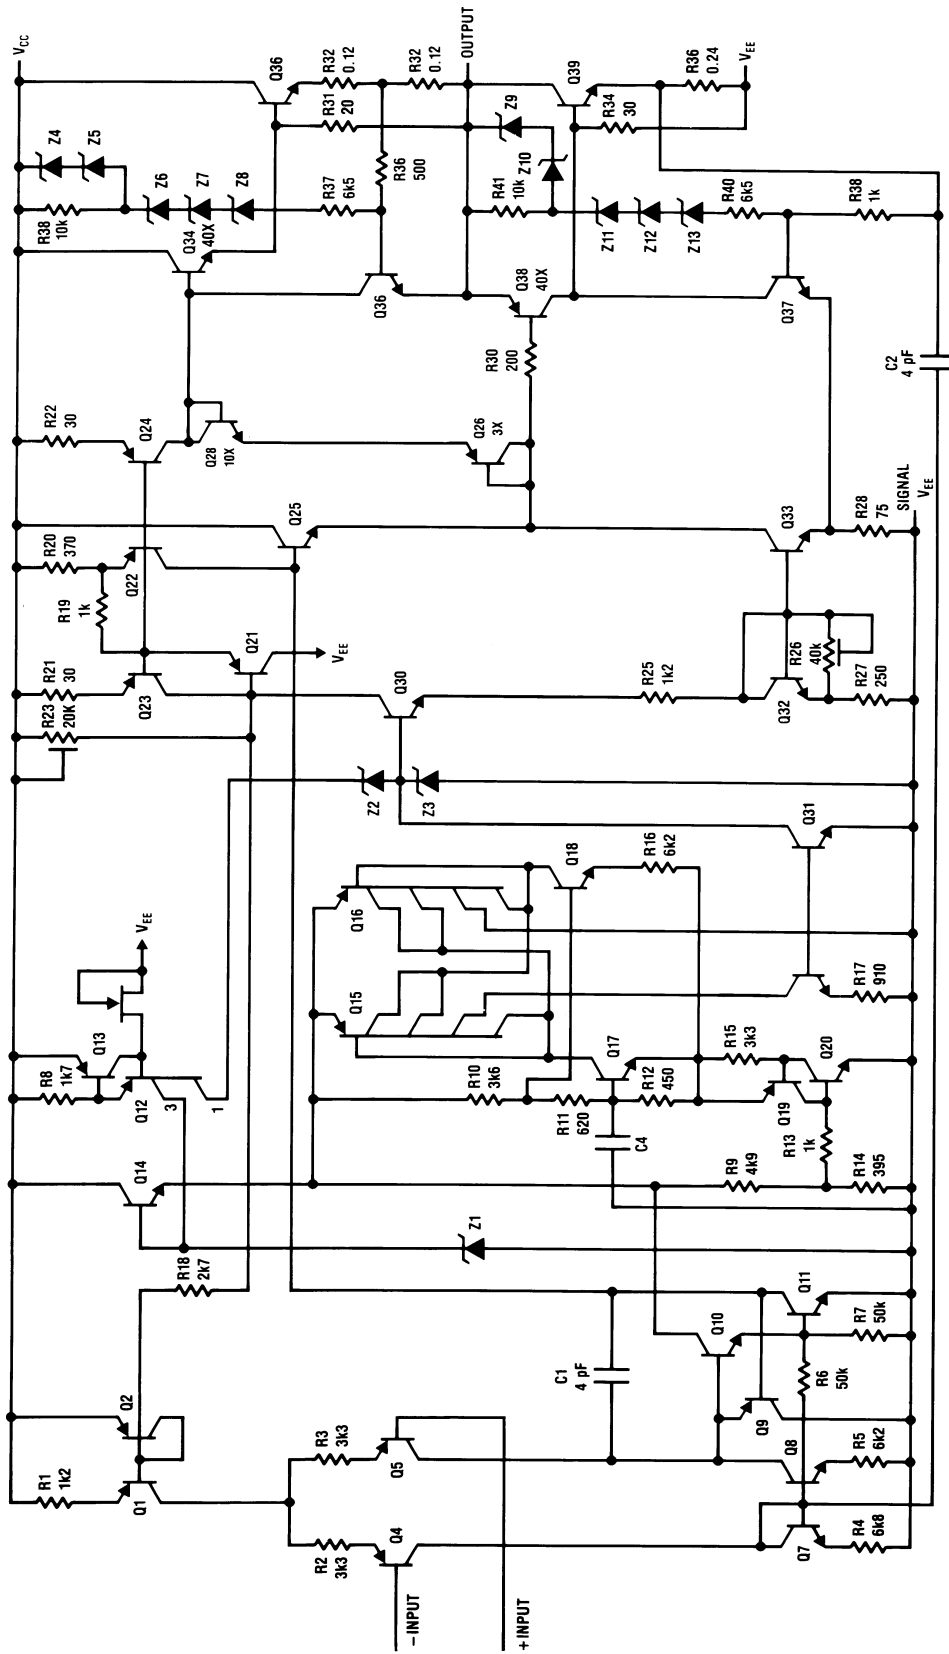 VCC
Z4
Z5
Q36
R32
0.12
R32
0.12
OUTPUT
Q39
R36
0.24
VEE
R31
20
Z9
R34
30
R38
10k
Z6
Z7
Z8
R37
6k5
R36
500
Z10
R41
10k
Z11
Z12
Z13
R40
6k5
R38
1k
Q34
40X
Q36
Q38
40X
Q37
R30
200
C2
4 pF
R22
30
Q24
Q28
10X
Q26
3X
Q25
Q33
SIGNAL
VEE
R28
75
R20
370
R19
1k
Q22
R26
40k
R21
30
Q21
VEE
R23
20K
Q23
Q30
R25
1k2
Q32
R27
250
Z2
Z3
Q31
Q18
R16
6k2
Q16
VEE
Q15
R17
910
Q13
R8
1k7
Q12
3
1
R10
3k6
Q17
R15
3k3
Q20
R11
620
R12
450
Q19
C4
R13
1k
Q14
R9
4k9
R14
395
Z1
R18
2k7
Q11
Q10
R7
50k
C1
4 pF
R6
50k
Q2
Q9
R3
3k3
Q5
Q8
R5
6k2
R1
1k2
Q1
R2
3k3
Q4
Q7
R4
6k8
−INPUT
+INPUT